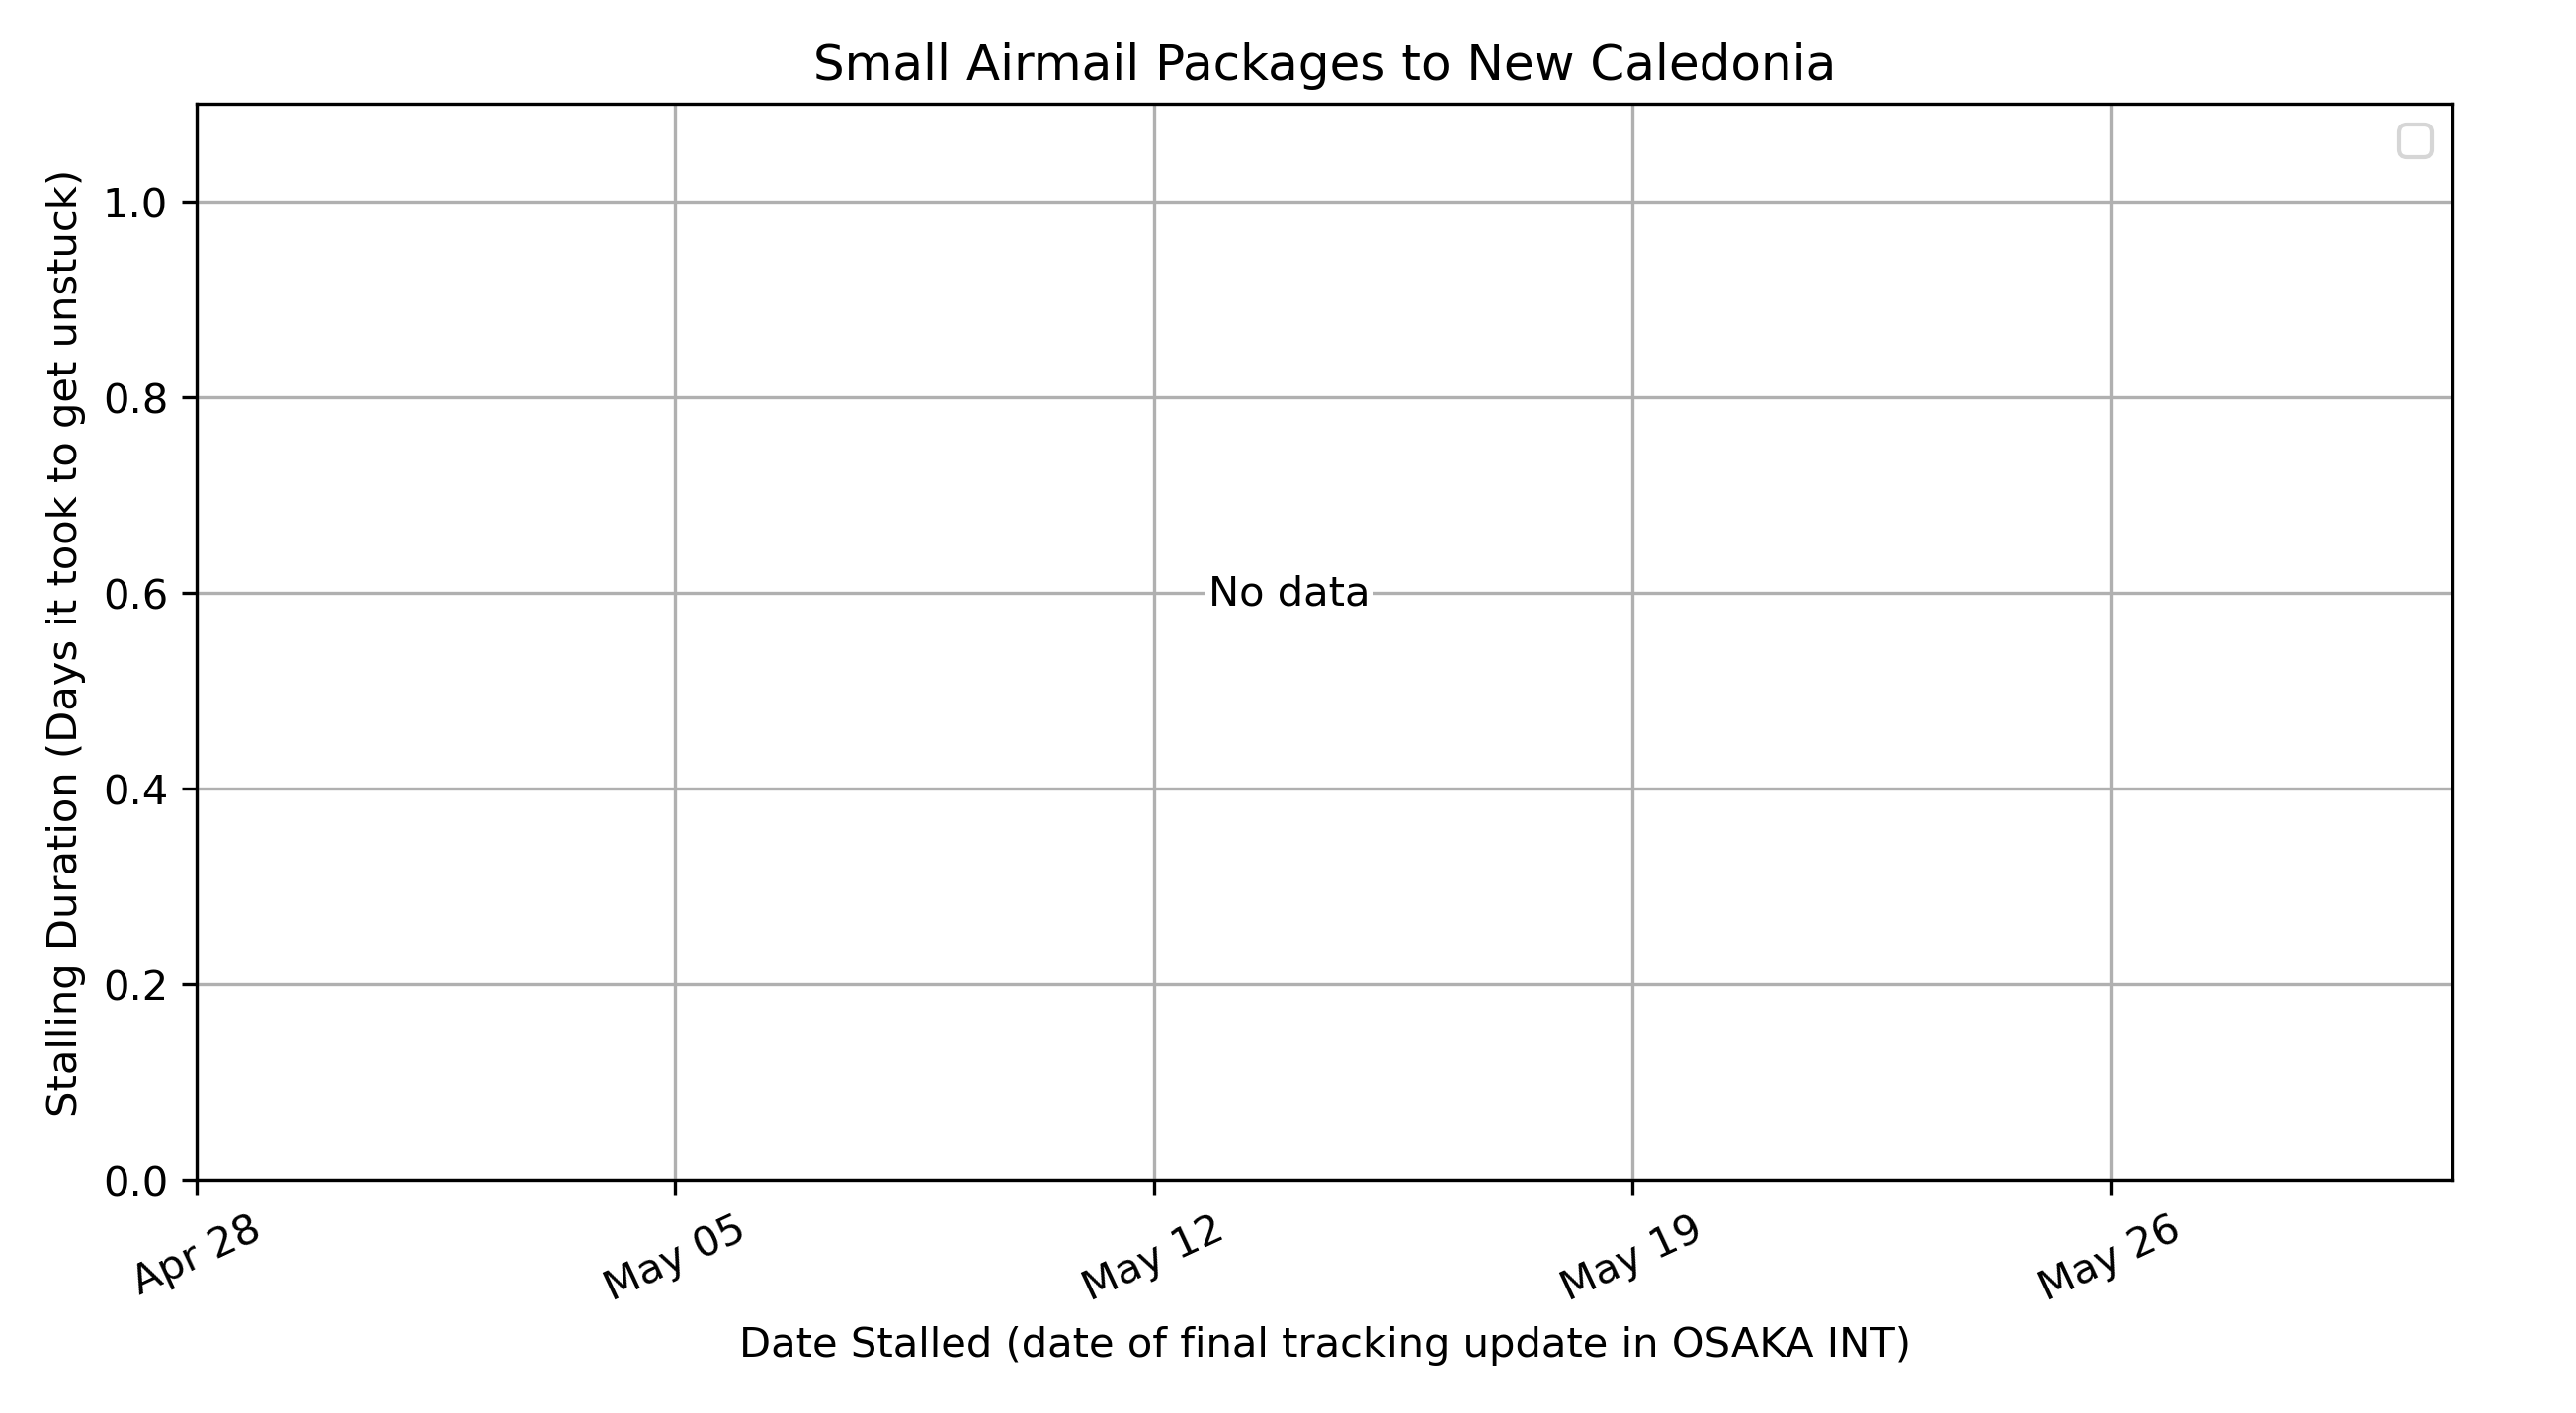 Small Airmail Packages to New Caledonia
Stalling Duration (Days it took to get unstuck)
1.0
0.8
0.6
0.4
0.2
0.0
No data
Apr 28
May 05
May 12
May 19
May 26
Date Stalled (date of final tracking update in OSAKA INT)